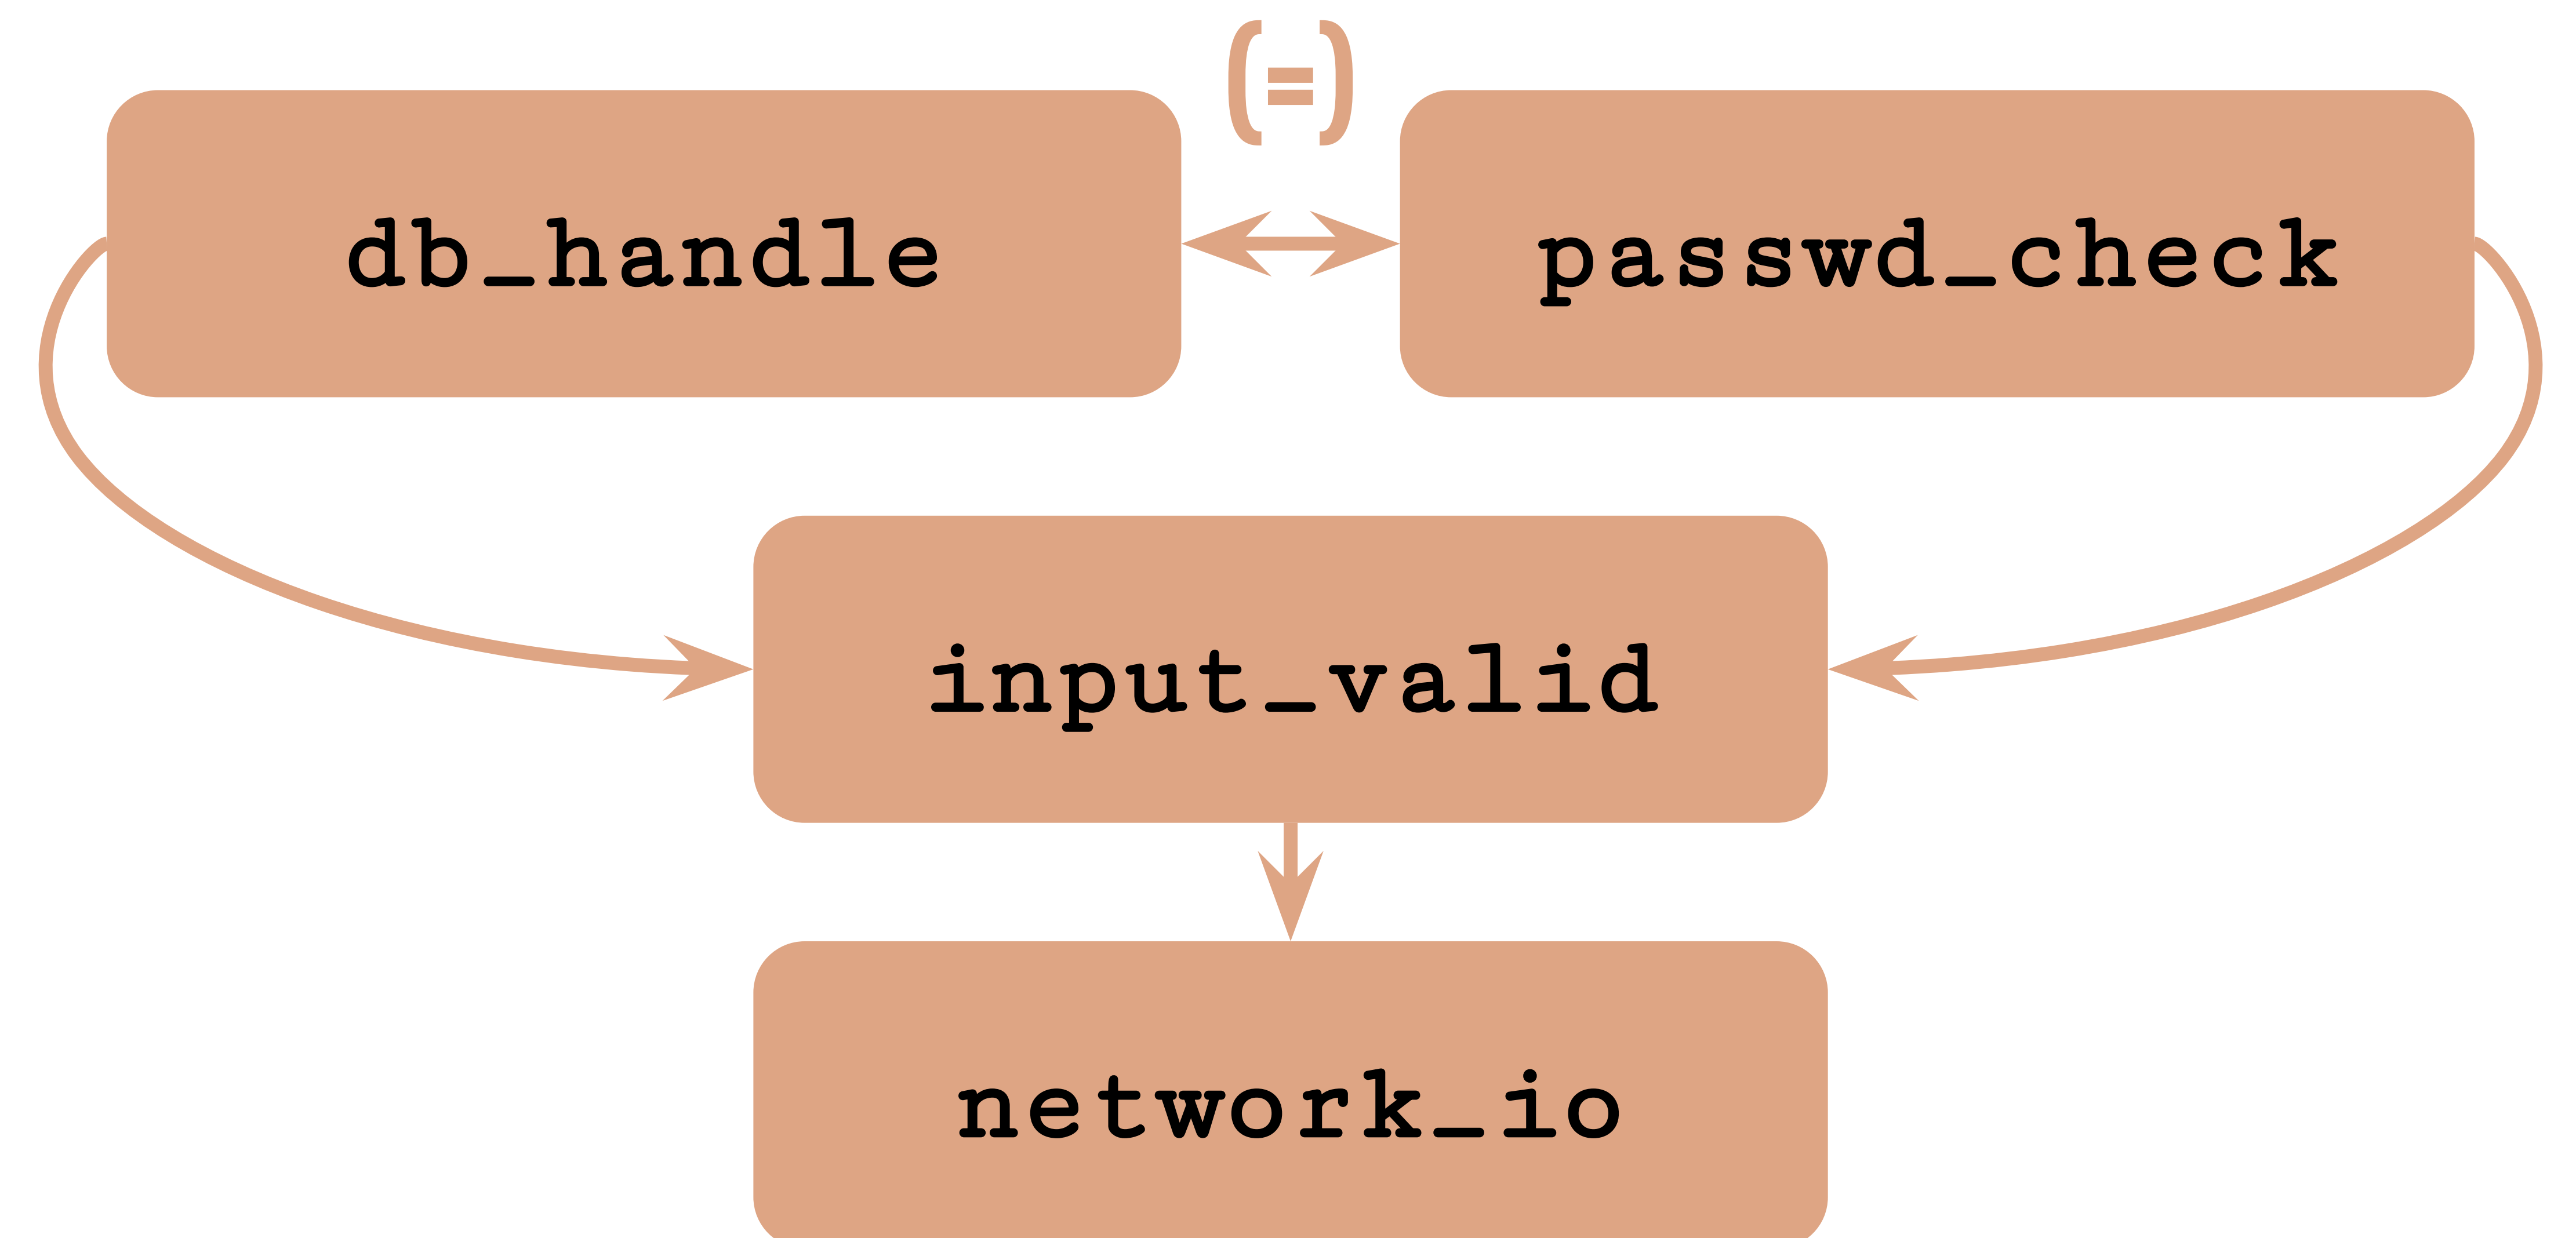 (=)
db_handle
passwd_check
input_valid
network_io